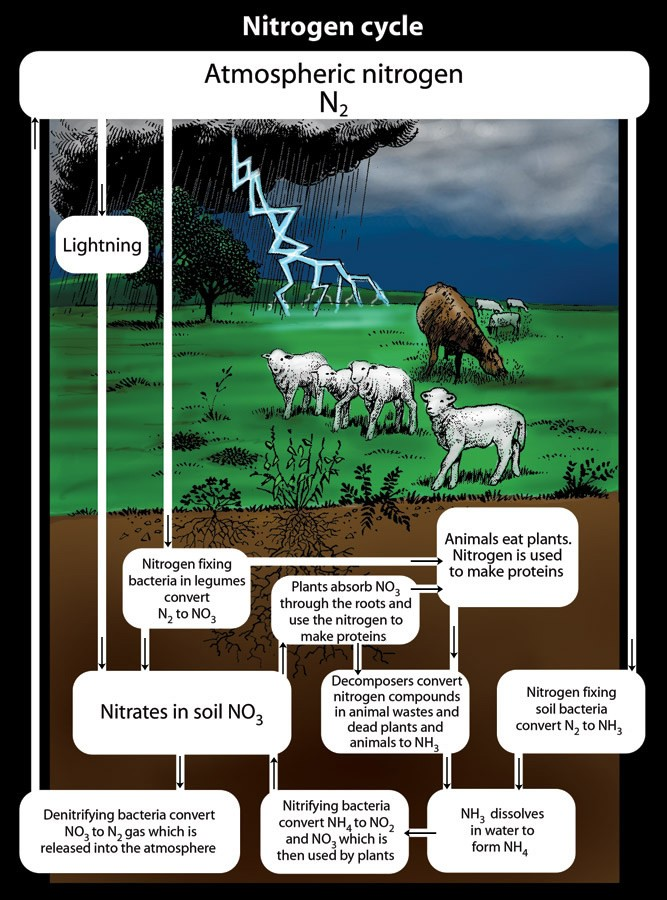 Nitrogen cycle
Atmospheric nitrogen
N₂
Lightning
Nitrogen fixing
bacteria in legumes
convert
N₂ to NO₃
Animals eat plants.
Nitrogen is used
to make proteins
Plants absorb NO₃
through the roots and
use the nitrogen to
make proteins
Nitrates in soil NO₃
Decomposers convert
nitrogen compounds
in animal wastes and
dead plants and
animals to NH₃
Nitrogen fixing
soil bacteria
convert N₂ to NH₃
Denitrifying bacteria convert
NO₃ to N₂ gas which is
released into the atmosphere
Nitrifying bacteria
convert NH₄ to NO₂
and NO₃ which is
then used by plants
NH₃ dissolves
in water to
form NH₄